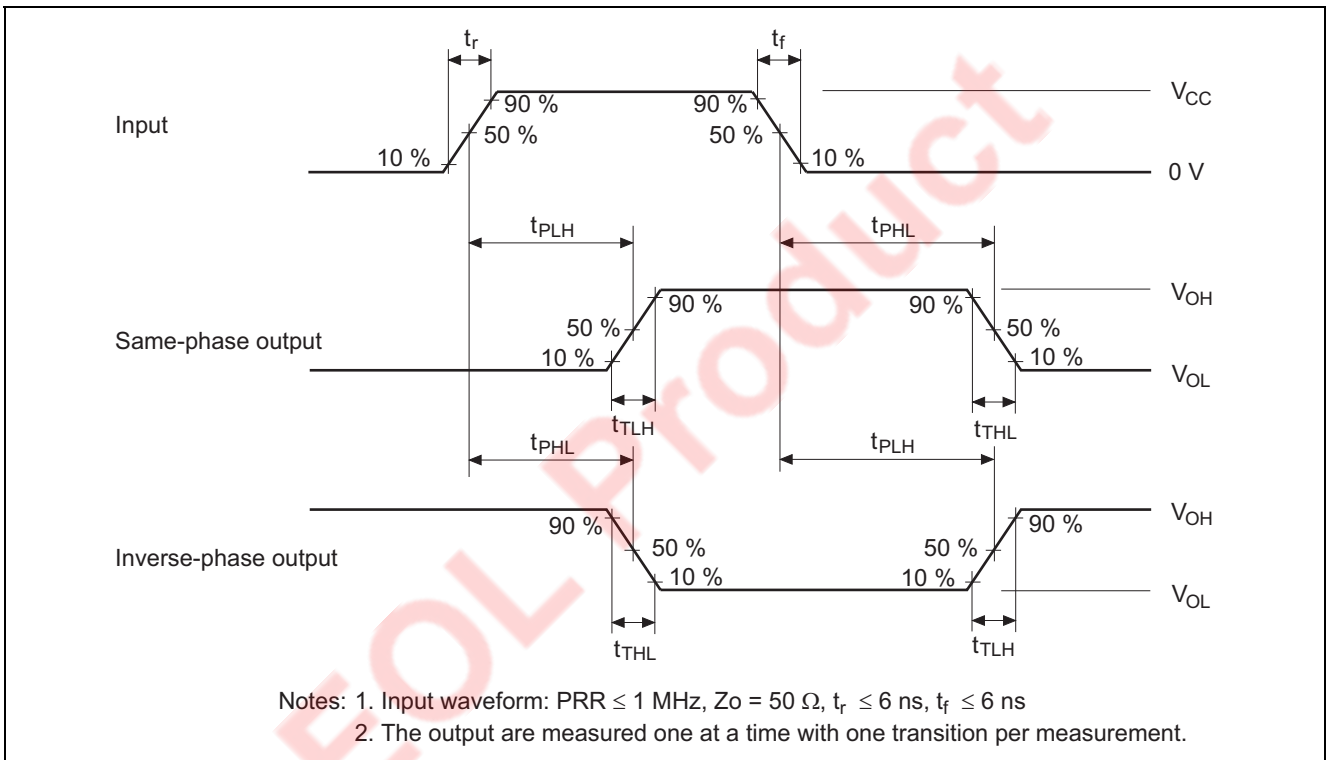 tr tf
90 % 90 % VCC
Input 50 % 50 %
10 % 10 % 0 V
tPLH tPHL
90 % 90 % VOH
50 % 50 %
Same-phase output
10 % 10 % VOL
tTLH tTHL
tPHL tPLH
90 % 90 % VOH
50 % 50 %
Inverse-phase output
10 % 10 % VOL
tTHL tTLH
Notes: 1. Input waveform: PRR ≤ 1 MHz, Zo = 50 Ω, tr ≤ 6 ns, tf ≤ 6 ns
2. The output are measured one at a time with one transition per measurement.
EOL Product